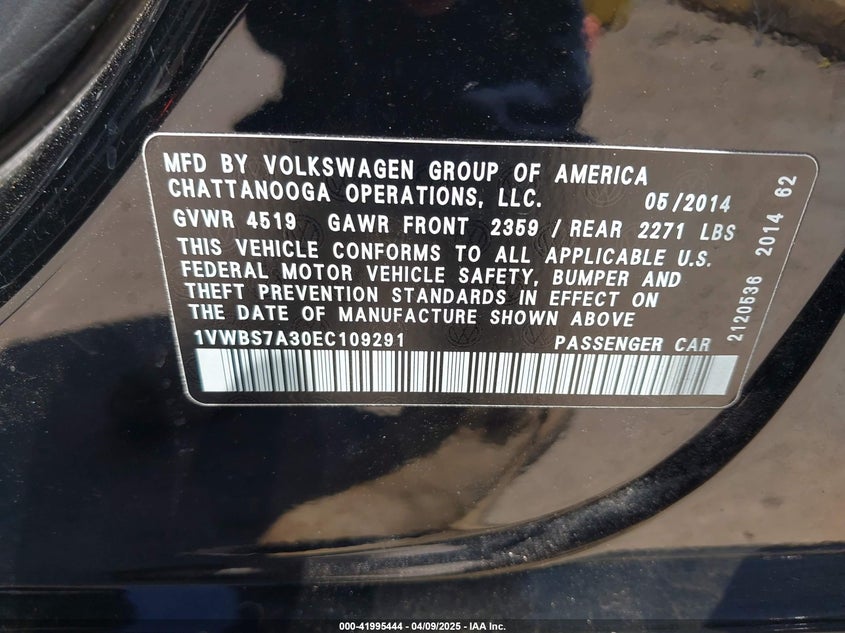 MFD BY VOLKSWAGEN GROUP OF AMERICA
CHATTANOOGA OPERATIONS, LLC. 05/2014
GVWR 4519 GAWR FRONT 2359 / REAR 2271 LBS
THIS VEHICLE CONFORMS TO ALL APPLICABLE U.S.
FEDERAL MOTOR VEHICLE SAFETY, BUMPER AND
THEFT PREVENTION STANDARDS IN EFFECT ON
THE DATE OF MANUFACTURE SHOWN ABOVE
1VWBS7A30EC109291 PASSENGER CAR
2120536 2014 62
000-41995444 - 04/09/2025 - IAA Inc.